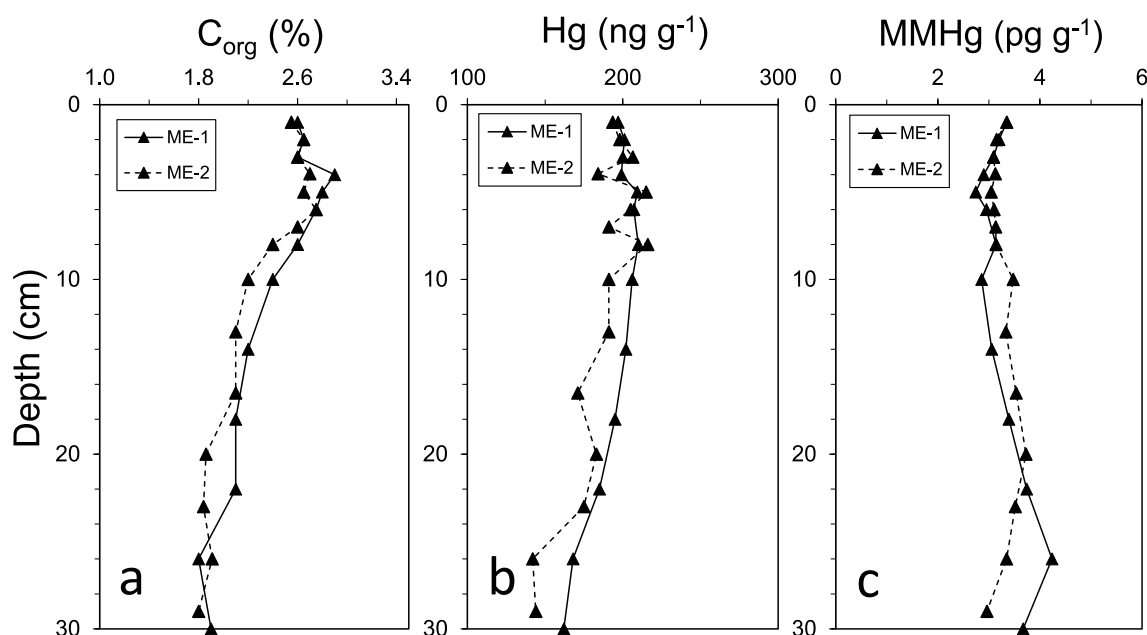 C_org (%)
1.0 1.8 2.6 3.4
Hg (ng g⁻¹)
100 200 300
MMHg (pg g⁻¹)
0 2 4 6
Depth (cm)
0
10
20
30
ME-1
ME-2
a
0
10
20
30
ME-1
ME-2
b
0
10
20
30
ME-1
ME-2
c